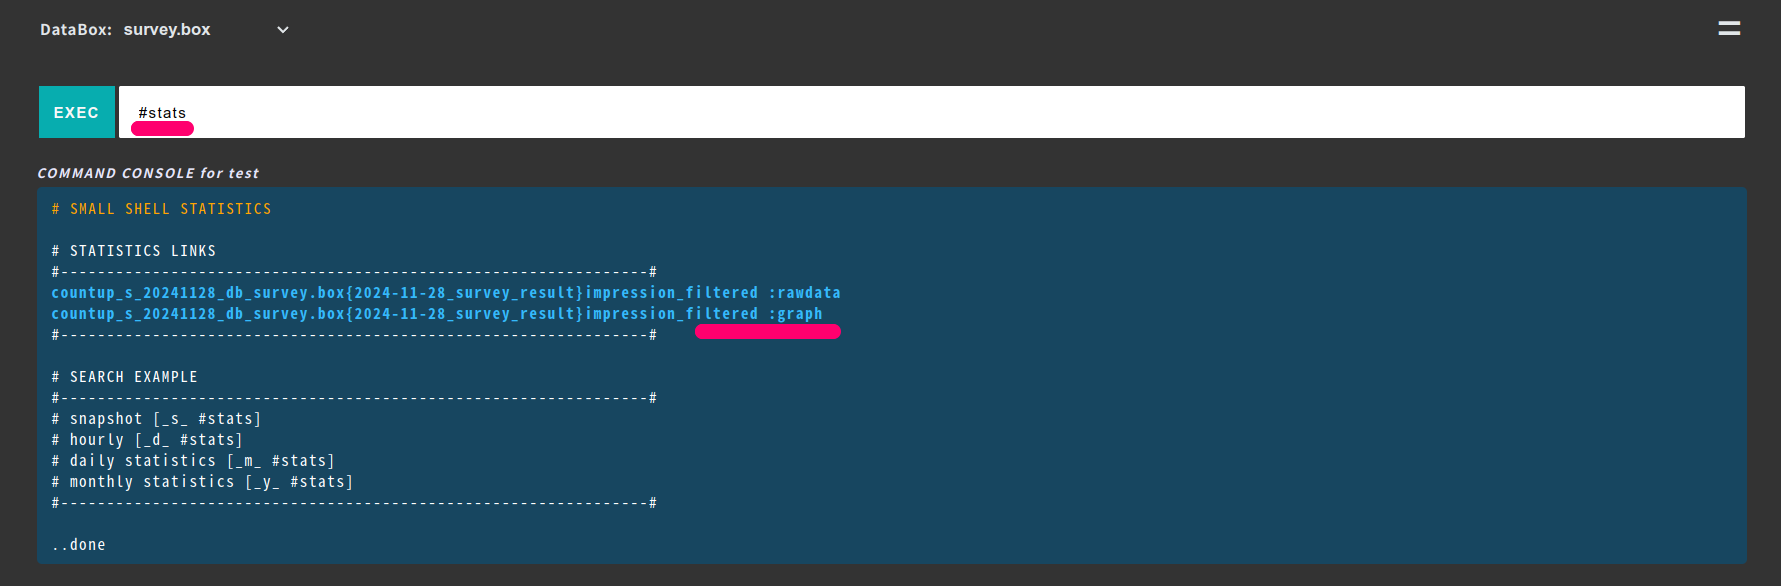 DataBox: survey.box
EXEC #stats
COMMAND CONSOLE for test
# SMALL SHELL STATISTICS
# STATISTICS LINKS
#----------------------------------------------------------------#
countup_s_20241128_db_survey.box{2024-11-28_survey_result}impression_filtered :rawdata
countup_s_20241128_db_survey.box{2024-11-28_survey_result}impression_filtered :graph
#----------------------------------------------------------------#
# SEARCH EXAMPLE
#----------------------------------------------------------------#
# snapshot [_s_ #stats]
# hourly [_d_ #stats]
# daily statistics [_m_ #stats]
# monthly statistics [_y_ #stats]
#----------------------------------------------------------------#
..done